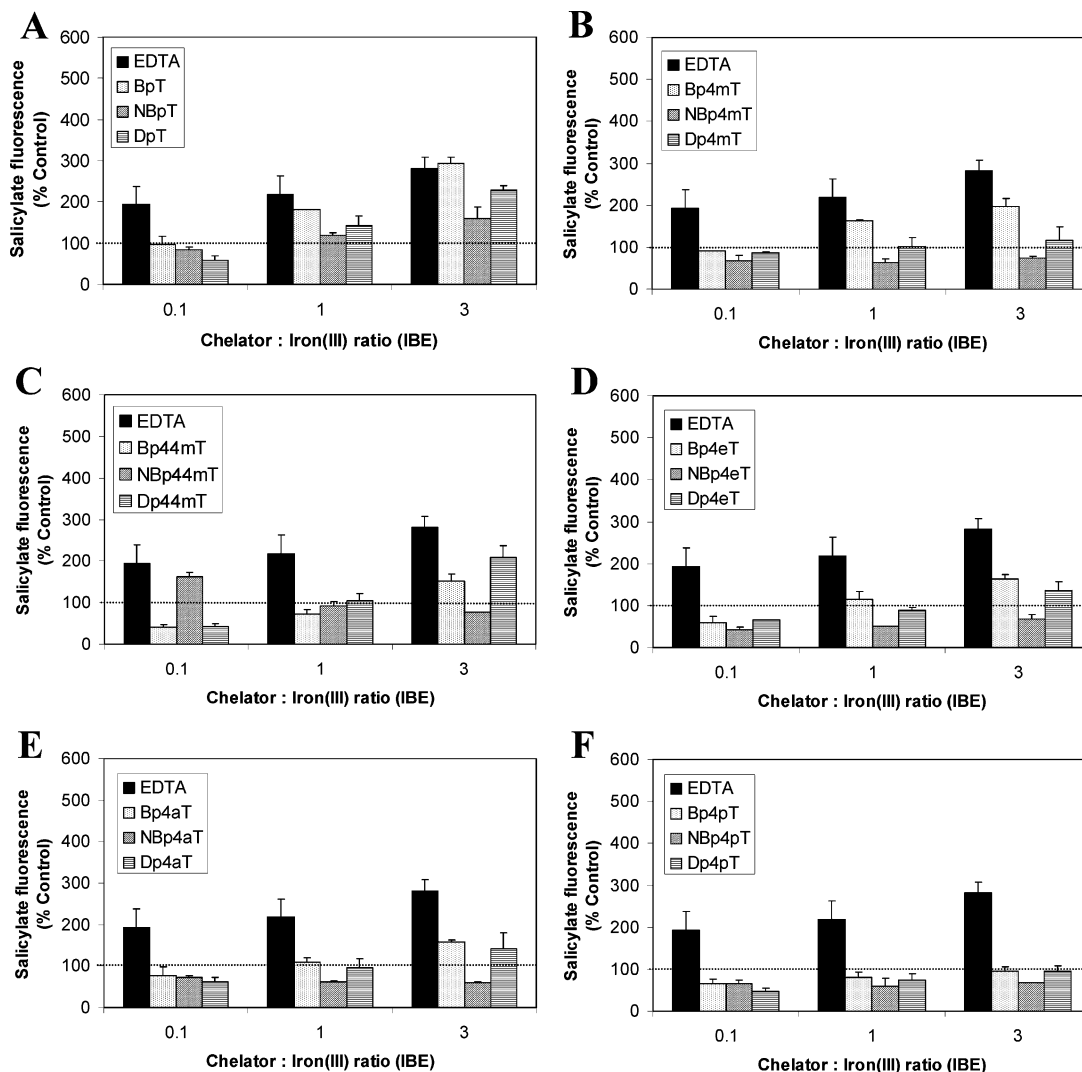 A
Salicylate fluorescence
(% Control)
600
500
400
300
200
100
0
EDTA
BpT
NBpT
DpT
0.1
1
3
Chelator : Iron(III) ratio (IBE)
B
Salicylate fluorescence
(% Control)
600
500
400
300
200
100
0
EDTA
Bp4mT
NBp4mT
Dp4mT
0.1
1
3
Chelator : Iron(III) ratio (IBE)
C
Salicylate fluorescence
(% Control)
600
500
400
300
200
100
0
EDTA
Bp44mT
NBp44mT
Dp44mT
0.1
1
3
Chelator : Iron(III) ratio (IBE)
D
Salicylate fluorescence
(% Control)
600
500
400
300
200
100
0
EDTA
Bp4eT
NBp4eT
Dp4eT
0.1
1
3
Chelator : Iron(III) ratio (IBE)
E
Salicylate fluorescence
(% Control)
600
500
400
300
200
100
0
EDTA
Bp4aT
NBp4aT
Dp4aT
0.1
1
3
Chelator : Iron(III) ratio (IBE)
F
Salicylate fluorescence
(% Control)
600
500
400
300
200
100
0
EDTA
Bp4pT
NBp4pT
Dp4pT
0.1
1
3
Chelator : Iron(III) ratio (IBE)